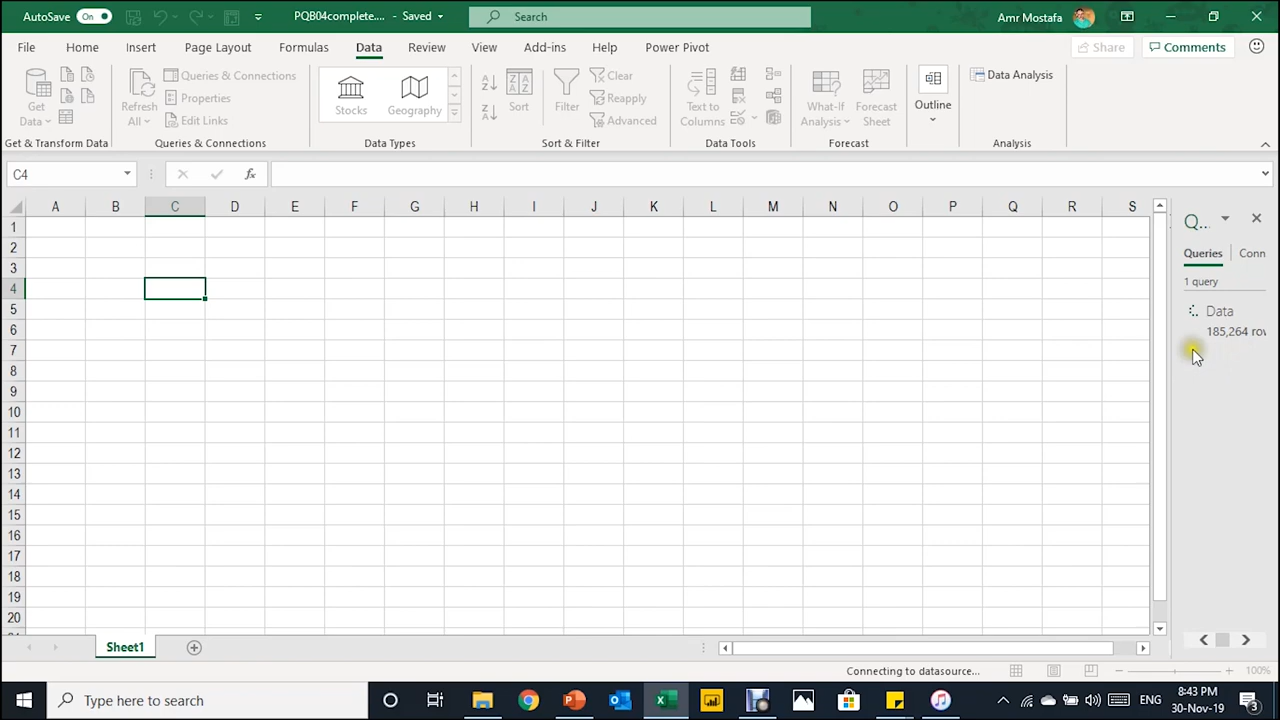 AutoSave On PQB04complete.... - Saved Search Amr Mostafa
File Home Insert Page Layout Formulas Data Review View Add-ins Help Power Pivot Share Comments
Get Data
Refresh All
Queries & Connections
Properties
Edit Links
Stocks
Geography
Sort
Filter
Clear
Reapply
Advanced
Text to Columns
What-If Analysis
Forecast Sheet
Outline
Data Analysis
Get & Transform Data Queries & Connections Data Types Sort & Filter Data Tools Forecast Analysis
C4 fx
A B C D E F G H I J K L M N O P Q R S
1
2
3
4
5
6
7
8
9
10
11
12
13
14
15
16
17
18
19
20
Q...
Queries Conn
1 query
Data
185,264 rov
Sheet1
Connecting to datasource... 100%
Type here to search ENG 8:43 PM
30-Nov-19 3